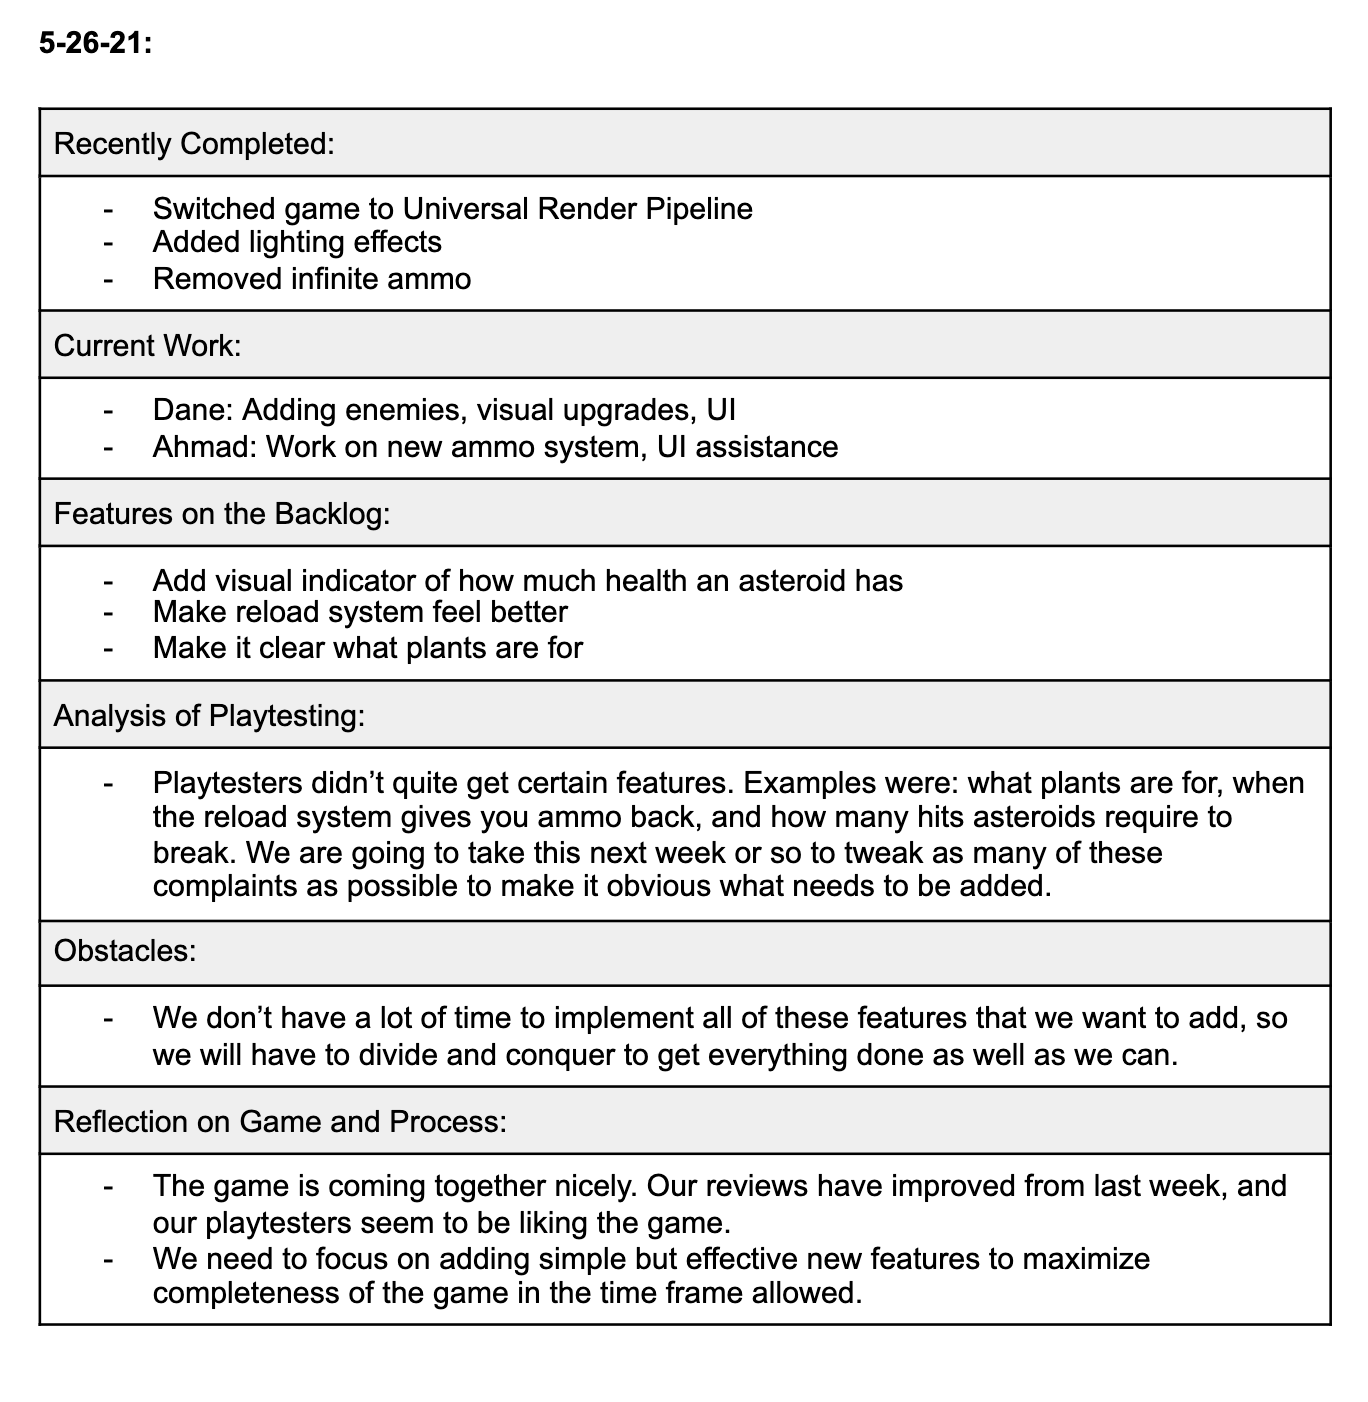 5-26-21:
Recently Completed:
- Switched game to Universal Render Pipeline
- Added lighting effects
- Removed infinite ammo
Current Work:
- Dane: Adding enemies, visual upgrades, UI
- Ahmad: Work on new ammo system, UI assistance
Features on the Backlog:
- Add visual indicator of how much health an asteroid has
- Make reload system feel better
- Make it clear what plants are for
Analysis of Playtesting:
- Playtesters didn’t quite get certain features. Examples were: what plants are for, when
the reload system gives you ammo back, and how many hits asteroids require to
break. We are going to take this next week or so to tweak as many of these
complaints as possible to make it obvious what needs to be added.
Obstacles:
- We don’t have a lot of time to implement all of these features that we want to add, so
we will have to divide and conquer to get everything done as well as we can.
Reflection on Game and Process:
- The game is coming together nicely. Our reviews have improved from last week, and
our playtesters seem to be liking the game.
- We need to focus on adding simple but effective new features to maximize
completeness of the game in the time frame allowed.